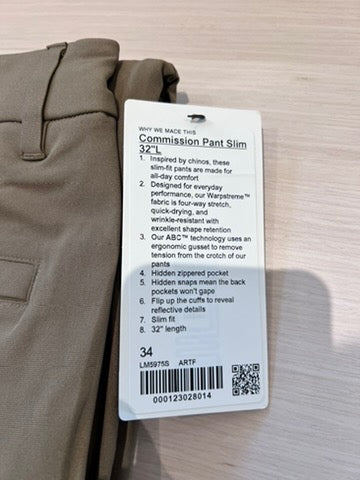 WHY WE MADE THIS
Commission Pant Slim
32"L
1. Inspired by chinos, these
slim-fit pants are made for
all-day comfort
2. Designed for everyday
performance, our Warpstreme™
fabric is four-way stretch,
quick-drying, and
wrinkle-resistant with
excellent shape retention
3. Our ABC™ technology uses an
ergonomic gusset to remove
tension from the crotch of our
pants
4. Hidden zippered pocket
5. Hidden snaps mean the back
pockets won't gape
6. Flip up the cuffs to reveal
reflective details
7. Slim fit
8. 32" length
34
LM5975S ARTF
000123028014